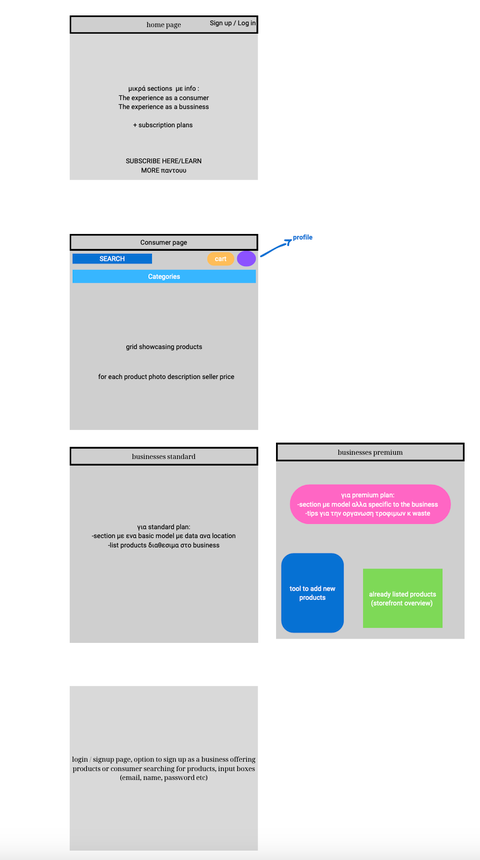 home page
Sign up / Log in
μικρά sections με info :
The experience as a consumer
The experience as a bussiness
+ subscription plans
SUBSCRIBE HERE/LEARN
MORE παντουυ
profile
Consumer page
SEARCH
cart
Categories
grid showcasing products
for each product photo description seller price
businesses standard
για standard plan:
-section με ενα basic model με data ανα location
-list products διαθεσιμα στο business
businesses premium
για premium plan:
-section με model αλλα specific to the business
-tips για την οργανωση τροφιμων κ waste
tool to add new
products
already listed products
(storefront overview)
login / signup page, option to sign up as a business offering
products or consumer searching for products, input boxes
(email, name, password etc)